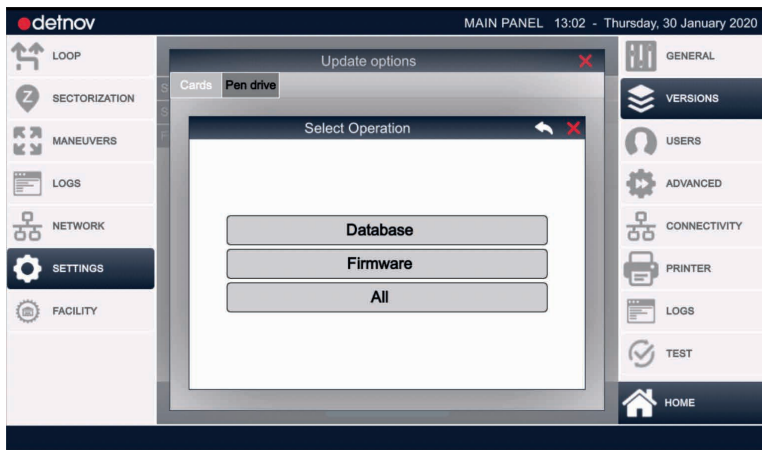 detnov
MAIN PANEL 13:02 - Thursday, 30 January 2020
LOOP
SECTORIZATION
MANEUVERS
LOGS
NETWORK
SETTINGS
FACILITY
Update options
Cards Pen drive
S
S
F
Select Operation
Database
Firmware
All
GENERAL
VERSIONS
USERS
ADVANCED
CONNECTIVITY
PRINTER
LOGS
TEST
HOME